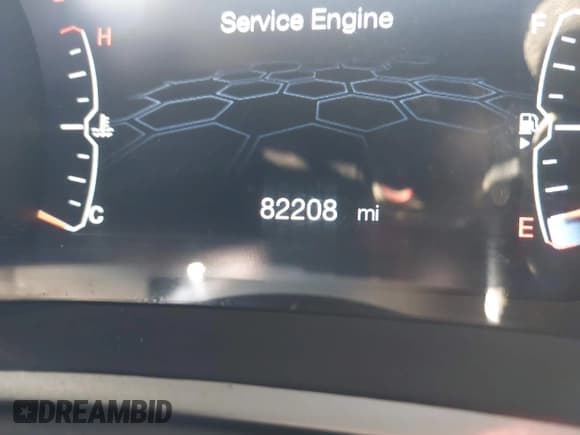 Service Engine
H
F
C
82208 mi
E
DREAMBID